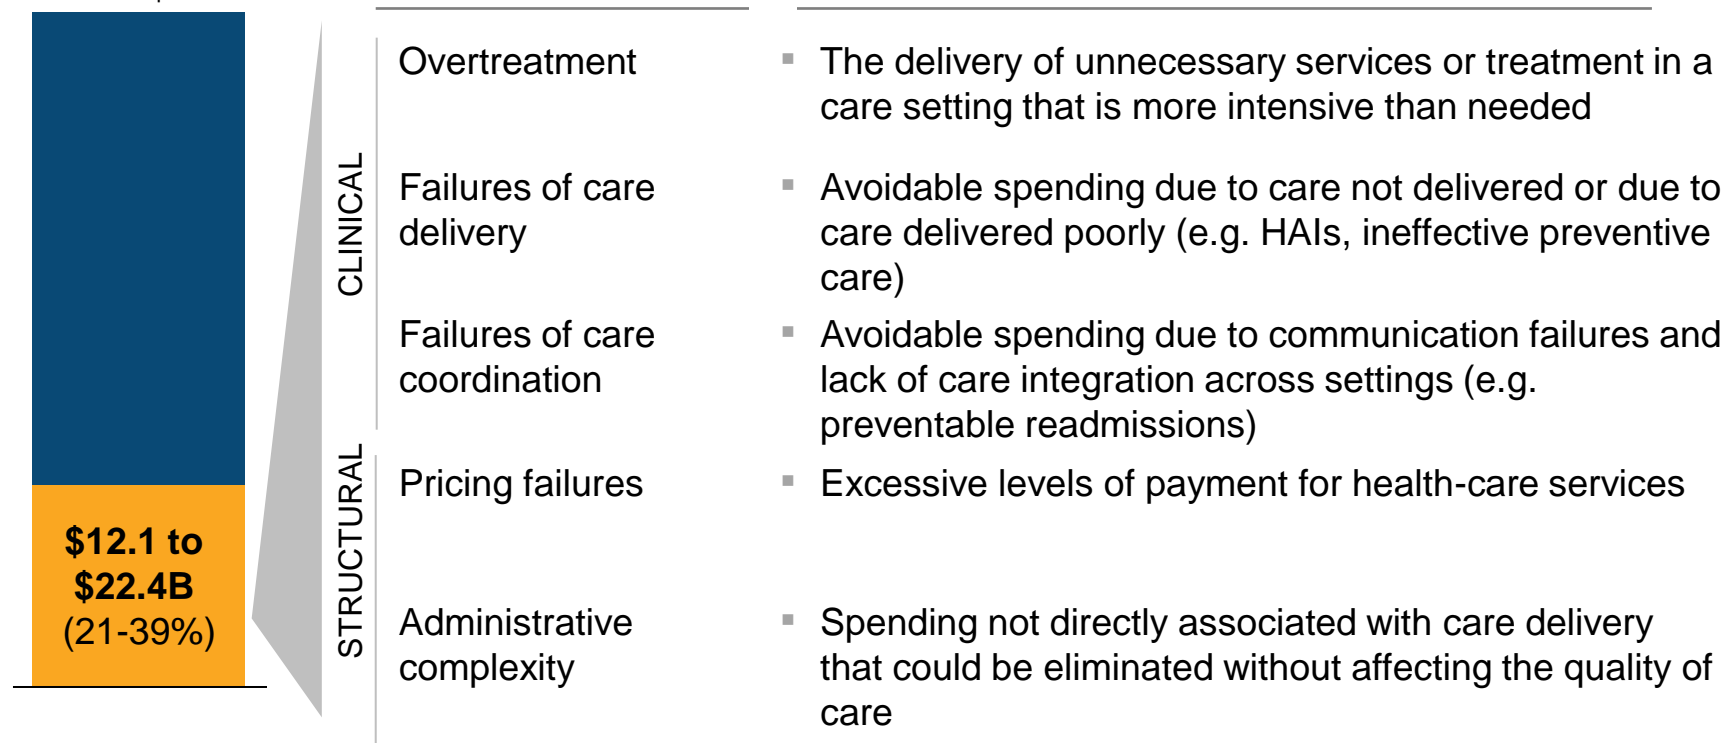 Overtreatment
▪ The delivery of unnecessary services or treatment in a
care setting that is more intensive than needed
CLINICAL
Failures of care
delivery
▪ Avoidable spending due to care not delivered or due to
care delivered poorly (e.g. HAIs, ineffective preventive
care)
Failures of care
coordination
▪ Avoidable spending due to communication failures and
lack of care integration across settings (e.g.
preventable readmissions)
STRUCTURAL
Pricing failures
▪ Excessive levels of payment for health-care services
Administrative
complexity
▪ Spending not directly associated with care delivery
that could be eliminated without affecting the quality of
care
$12.1 to
$22.4B
(21-39%)